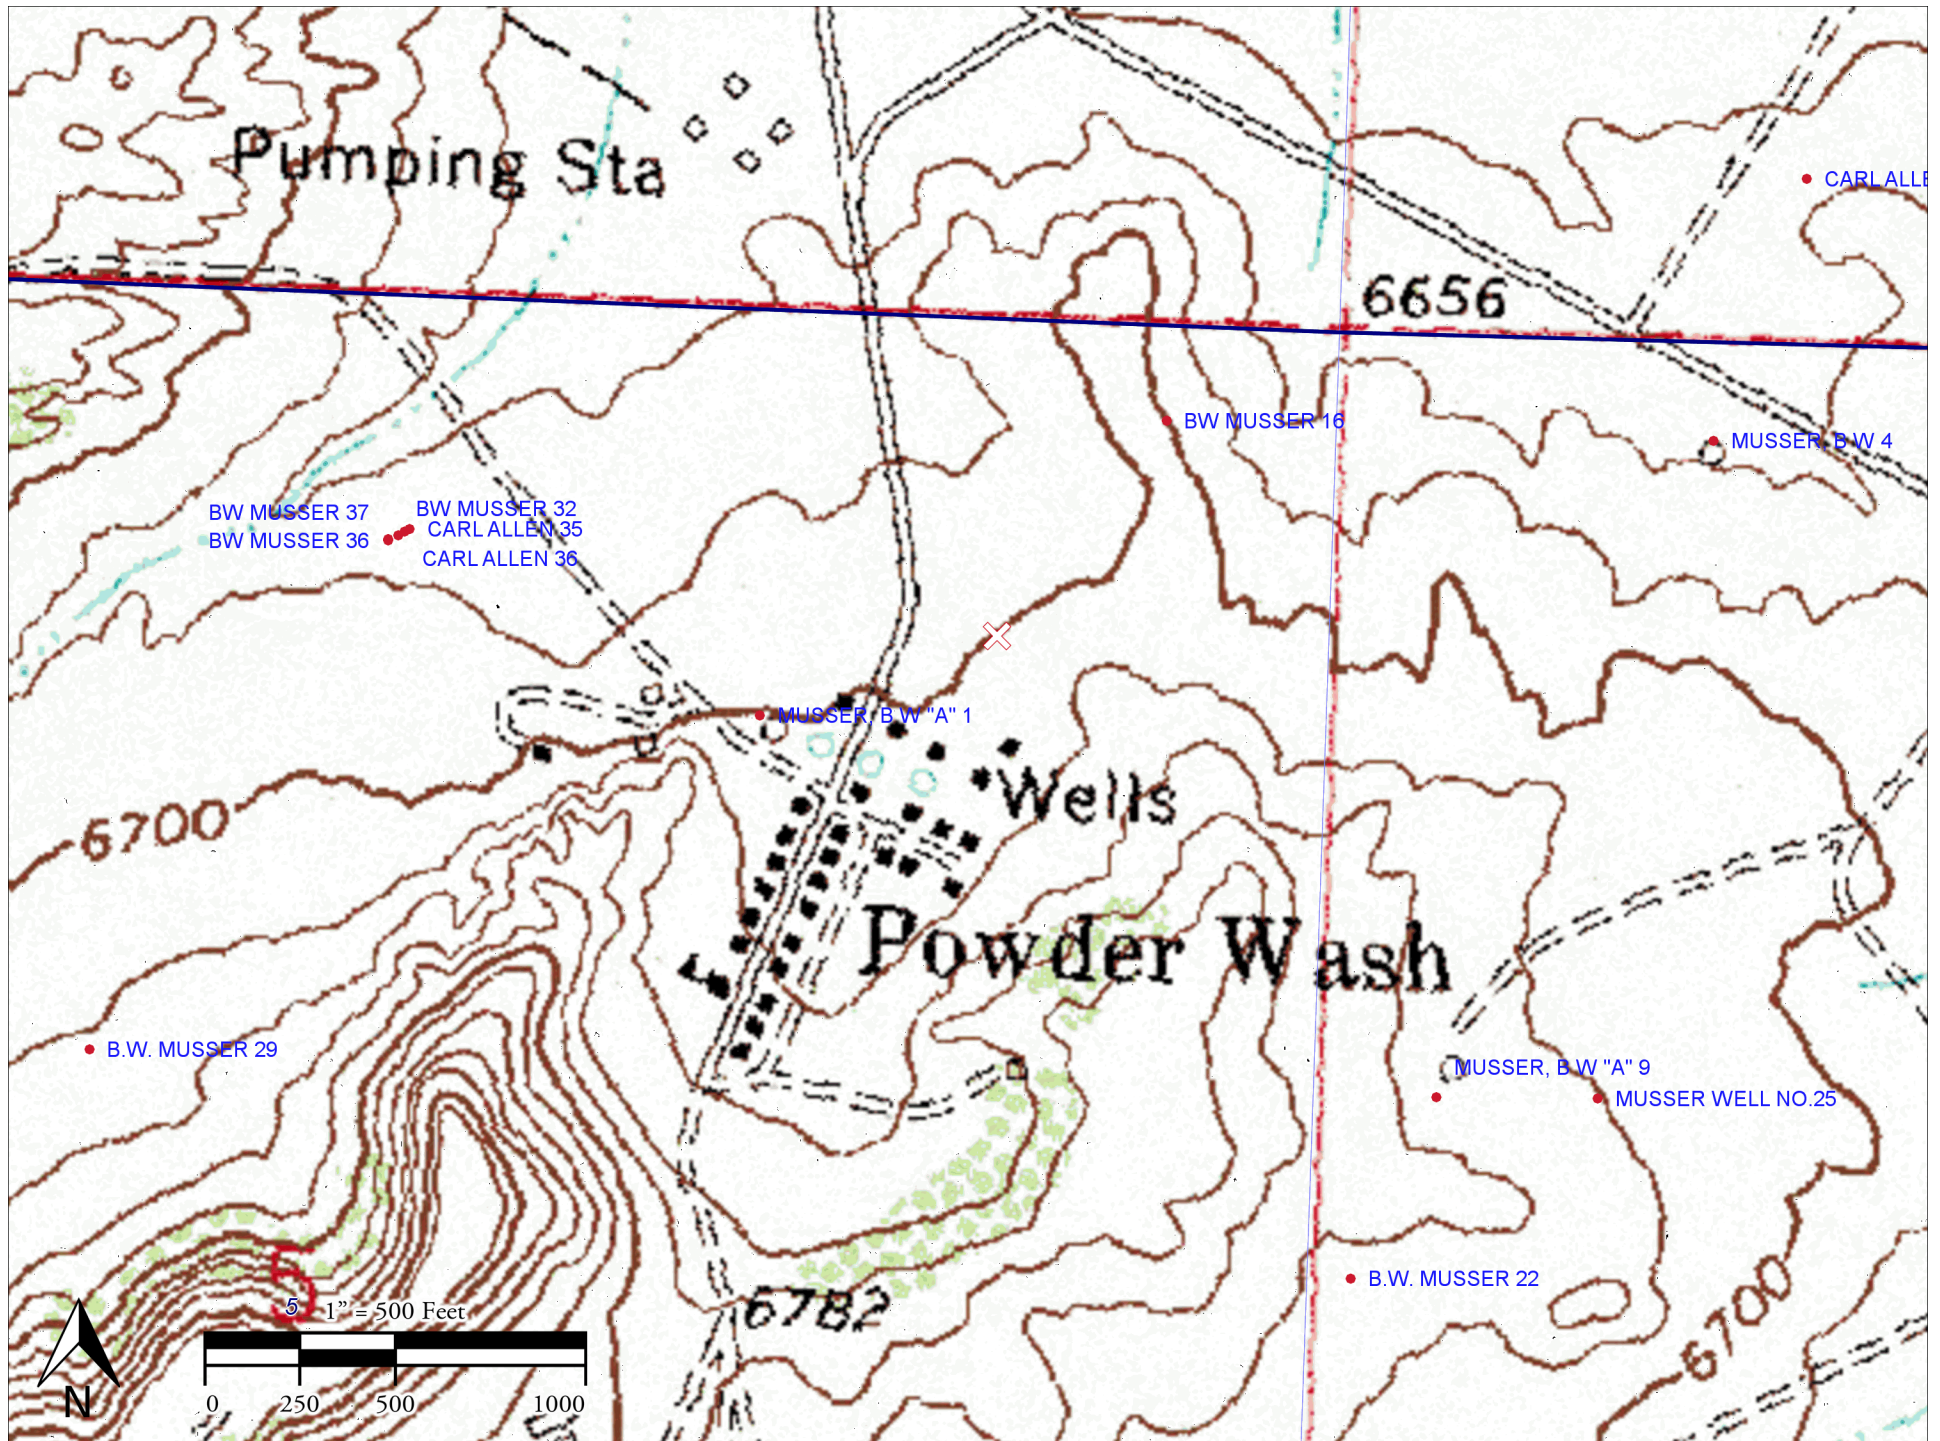 Pumping Sta
CARL ALLE
6656
BW MUSSER 16
MUSSER, B W 4
BW MUSSER 37
BW MUSSER 32
CARL ALLEN 35
BW MUSSER 36
CARL ALLEN 36
MUSSER, B W "A" 1
Wells
6700
Powder Wash
B.W. MUSSER 29
MUSSER, B W "A" 9
MUSSER WELL NO.25
B.W. MUSSER 22
6782
6700
5
5
1” = 500 Feet
0 250 500 1000
N